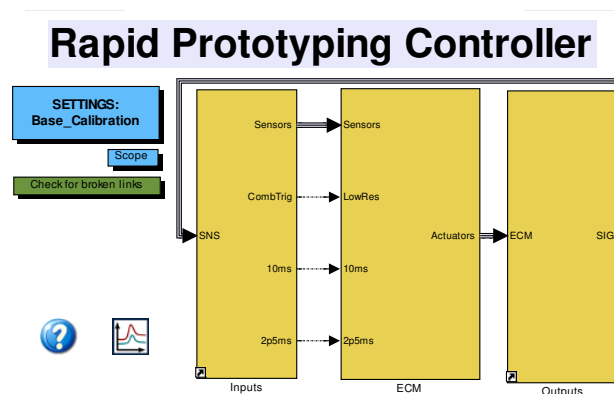 Rapid Prototyping Controller
SETTINGS:
Base_Calibration
Scope
Check for broken links
Sensors
Sensors
CombTrig
LowRes
SNS
Actuators
ECM
SIG
10ms
10ms
2p5ms
2p5ms
Inputs
ECM
Outputs